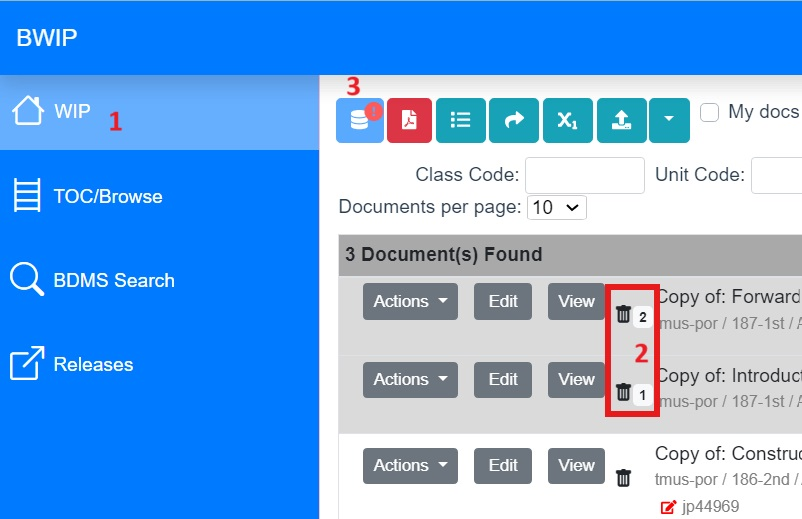 BWIP
3
WIP 1
My docs
TOC/Browse
Class Code: Unit Code:
Documents per page: 10
3 Document(s) Found
BDMS Search
Actions Edit View 2 Copy of: Forward
tmus-por / 187-1st / A
2
Releases
Actions Edit View 1 Copy of: Introduct
tmus-por / 187-1st / A
Actions Edit View Copy of: Construc
tmus-por / 186-2nd / A
jp44969